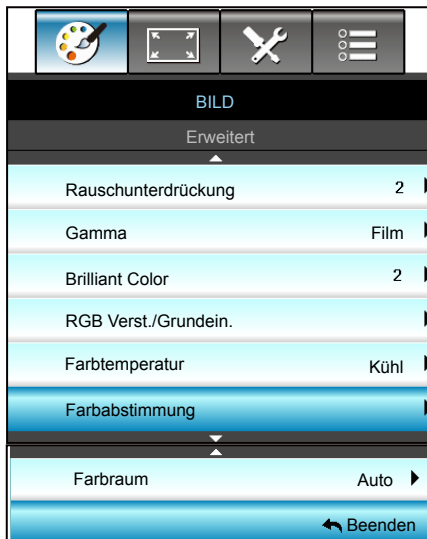 BILD
Erweitert
Rauschunterdrückung 2
Gamma Film
Brilliant Color 2
RGB Verst./Grundein.
Farbtemperatur Kühl
Farbabstimmung
Farbraum Auto
Beenden